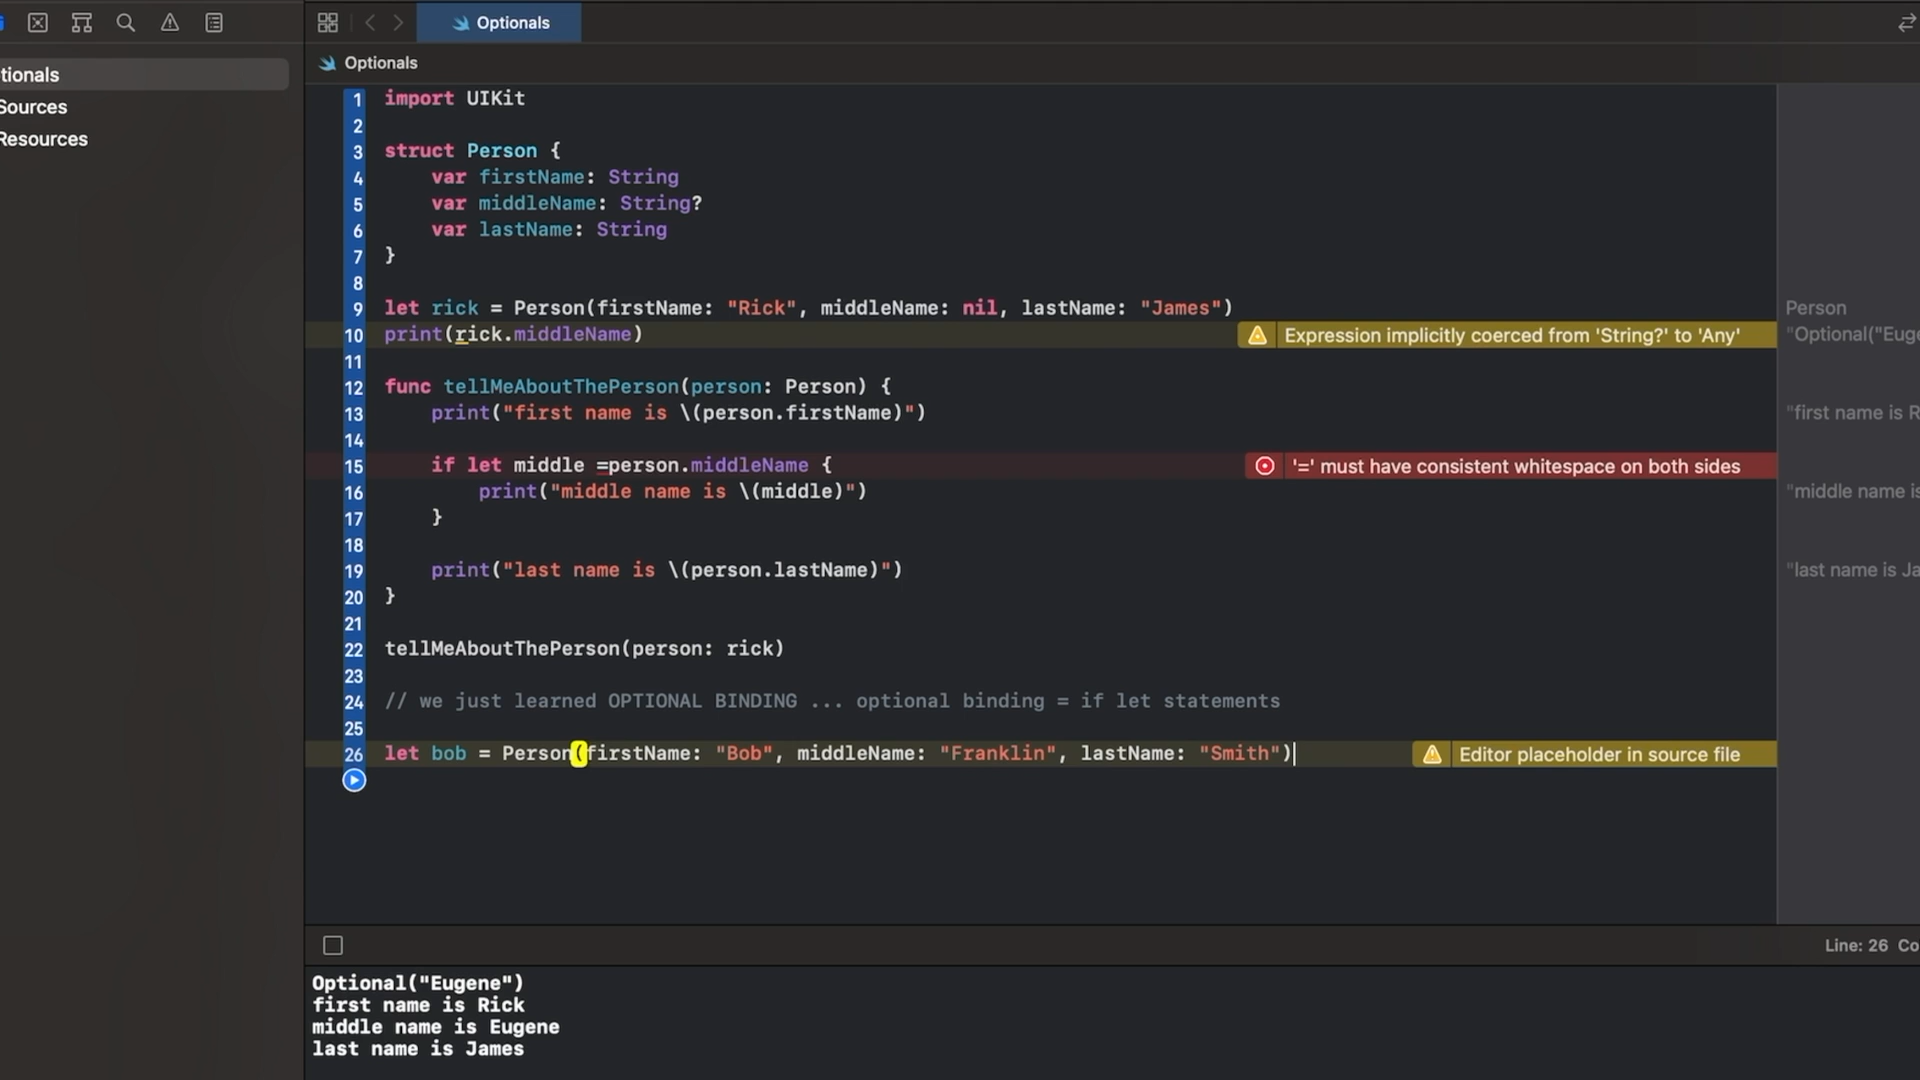 Optionals
tionals
Sources
Resources
Optionals
1 import UIKit
2
3 struct Person {
4 var firstName: String
5 var middleName: String?
6 var lastName: String
7 }
8
9 let rick = Person(firstName: "Rick", middleName: nil, lastName: "James")
Person
10 print(rick.middleName)
Expression implicitly coerced from 'String?' to 'Any'
"Optional("Euge
11
12 func tellMeAboutThePerson(person: Person) {
13 print("first name is \(person.firstName)")
"first name is R
14
15 if let middle =person.middleName {
'=' must have consistent whitespace on both sides
16 print("middle name is \(middle)")
"middle name is
17 }
18
19 print("last name is \(person.lastName)")
"last name is Ja
20 }
21
22 tellMeAboutThePerson(person: rick)
23
24 // we just learned OPTIONAL BINDING ... optional binding = if let statements
25
26 let bob = Person(firstName: "Bob", middleName: "Franklin", lastName: "Smith")
Editor placeholder in source file
Line: 26 Co
Optional("Eugene")
first name is Rick
middle name is Eugene
last name is James